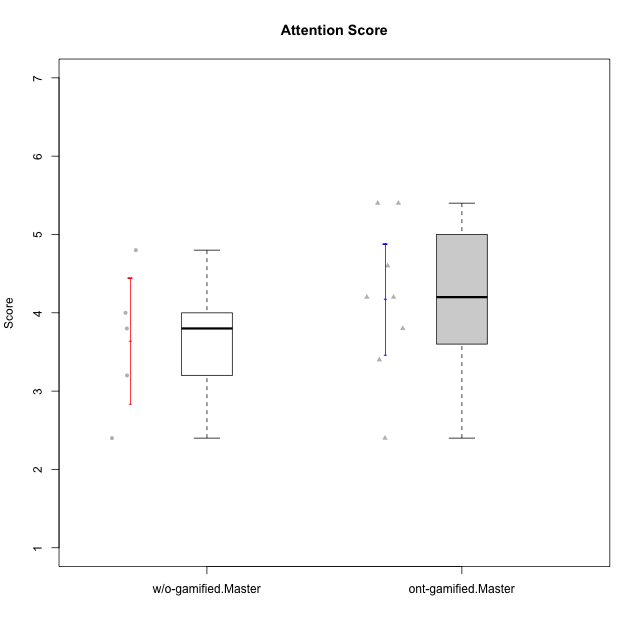 Attention Score
7
6
5
4
3
2
1
Score
w/o-gamified.Master
ont-gamified.Master